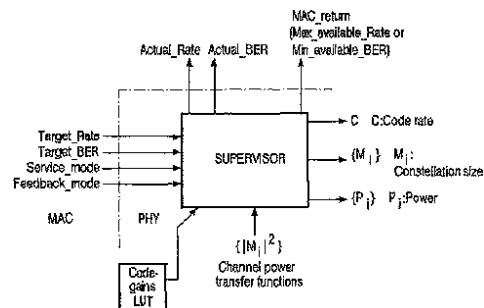 MAC_return
(Max_available_Rate or
Min_available_BER)
Actual_Rate Actual_BER
Target_Rate
Target_BER
Service_mode
Feedback_mode
SUPERVISOR
C C:Code rate
{M_i} M_i:
Constellation size
{P_i} P_i:Power
MAC PHY
{|M_i|^2}
Channel power
transfer functions
Code-
gains
LUT